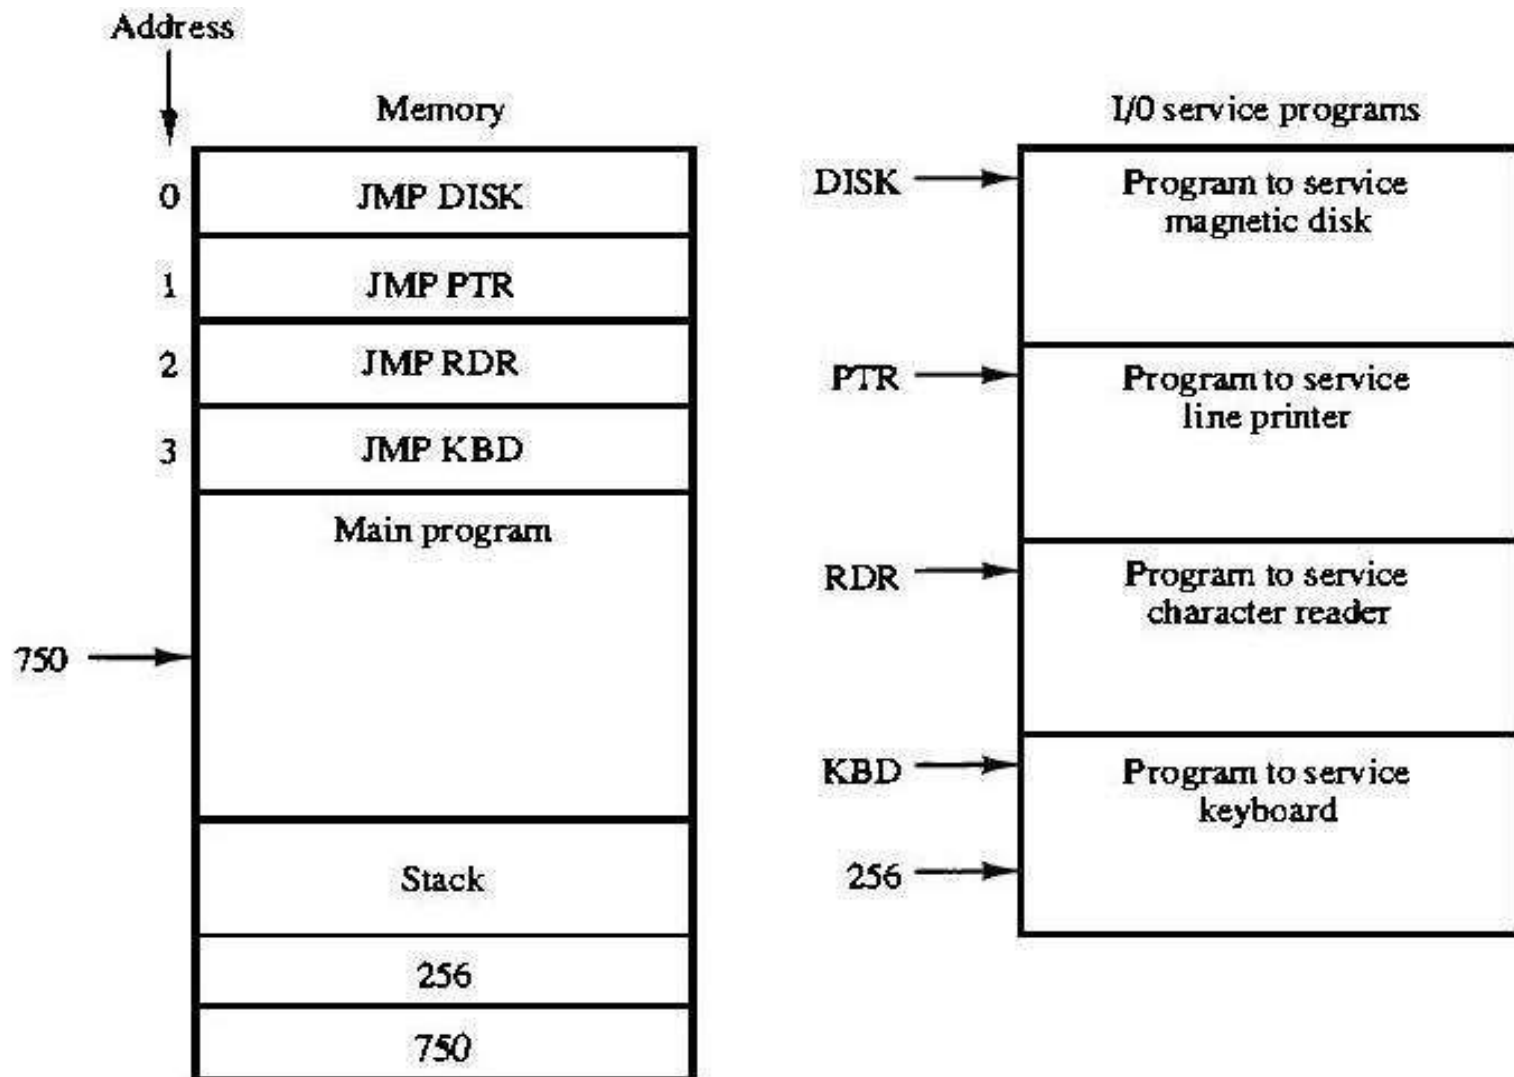 Address
Memory
0
JMP DISK
1
JMP PTR
2
JMP RDR
3
JMP KBD
Main program
750
Stack
256
750
I/0 service programs
DISK
Program to service
magnetic disk
PTR
Program to service
line printer
RDR
Program to service
character reader
KBD
Program to service
keyboard
256